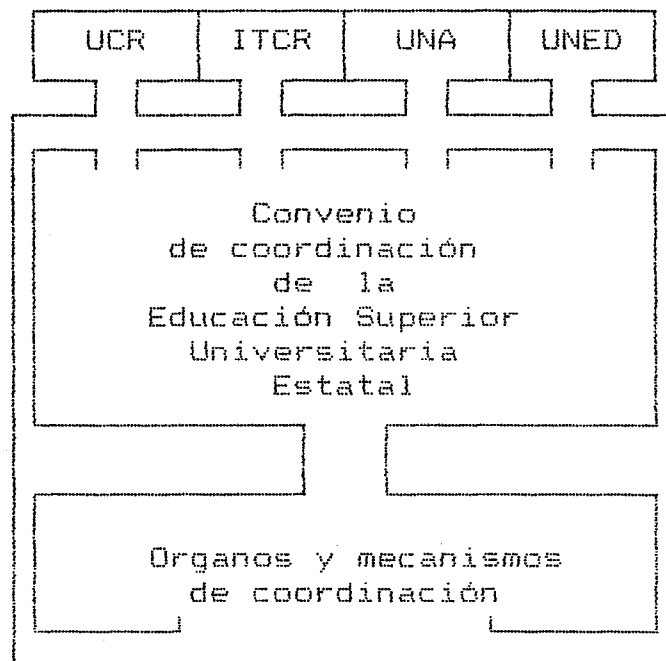 UCR ITCR UNA UNED
Convenio
de coordinación
de la
Educación Superior
Universitaria
Estatal
Organos y mecanismos
de coordinación